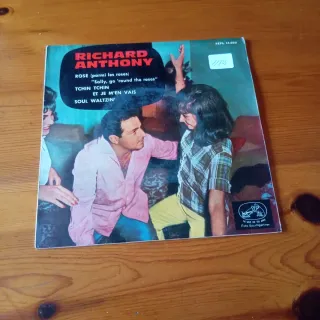 RICHARD
ANTHONY
ROSE (parmi les roses)
"Sally, go 'round the roses"
TCHIN TCHIN
ET JE M'EN VAIS
SOUL WALTZIN'